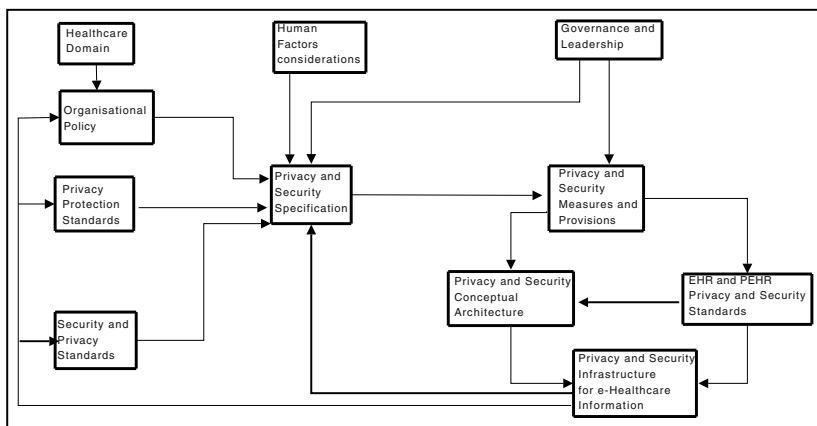 Healthcare
Domain
Human
Factors
considerations
Governance and
Leadership
Organisational
Policy
Privacy
Protection
Standards
Privacy and
Security
Specification
Privacy and
Security
Measures and
Provisions
Security and
Privacy
Standards
Privacy and Security
Conceptual
Architecture
EHR and PEHR
Privacy and Security
Standards
Privacy and Security
Infrastructure
for e-Healthcare
Information